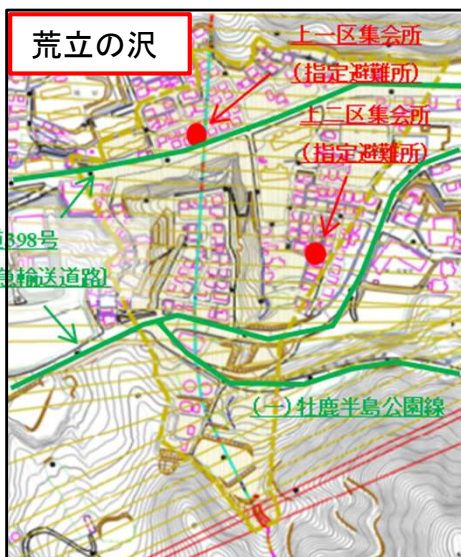 荒立の沢
上一区集会所
(指定避難所)
上二区集会所
(指定避難所)
398号
急輸送道路]
(一)牡鹿半島公園線